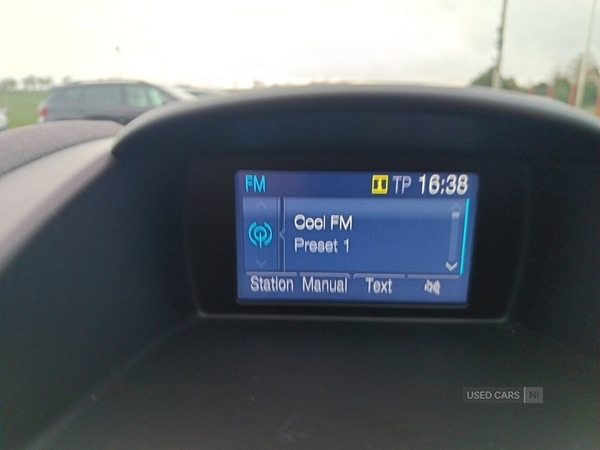 FM TP 16:38
Cool FM
Preset 1
Station Manual Text
USED CARS NI